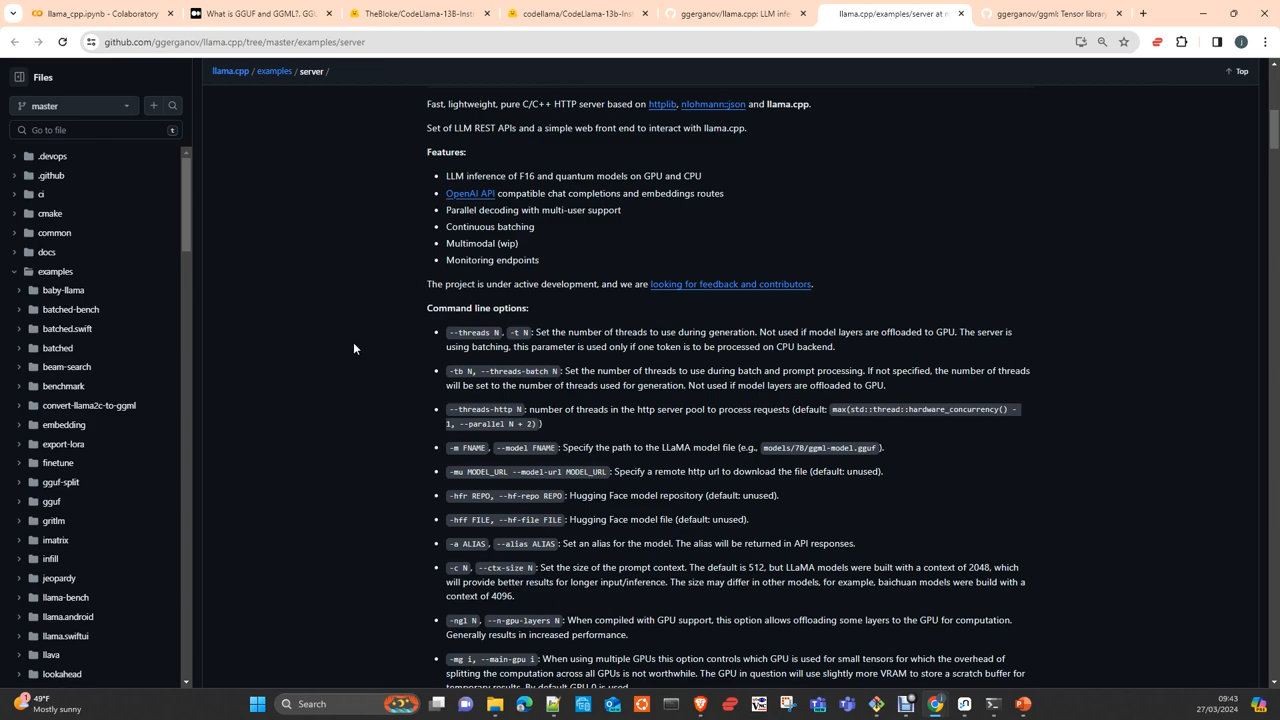 llama_cpp.ipynb - Colaboratory
What is GGUF and GGML?. GGU
TheBloke/CodeLlama-13B-Inst
codellama/CodeLlama-13b-Inst
ggerganov/llama.cpp: LLM infe
llama.cpp/examples/server at m
ggerganov/ggml: Tensor library
github.com/ggerganov/llama.cpp/tree/master/examples/server
Files
llama.cpp / examples / server /
Top
master
Go to file
t
.devops
.github
ci
cmake
common
docs
examples
baby-llama
batched-bench
batched.swift
batched
beam-search
benchmark
convert-llama2c-to-ggml
embedding
export-lora
finetune
gguf-split
gguf
gritlm
imatrix
infill
jeopardy
llama-bench
llama.android
llama.swiftui
llava
lookahead
Fast, lightweight, pure C/C++ HTTP server based on httplib, nlohmann::json and llama.cpp.
Set of LLM REST APIs and a simple web front end to interact with llama.cpp.
Features:
• LLM inference of F16 and quantum models on GPU and CPU
• OpenAI API compatible chat completions and embeddings routes
• Parallel decoding with multi-user support
• Continuous batching
• Multimodal (wip)
• Monitoring endpoints
The project is under active development, and we are looking for feedback and contributors.
Command line options:
• --threads N, -t N: Set the number of threads to use during generation. Not used if model layers are offloaded to GPU. The server is
using batching, this parameter is used only if one token is to be processed on CPU backend.
• -tb N, --threads-batch N: Set the number of threads to use during batch and prompt processing. If not specified, the number of threads
will be set to the number of threads used for generation. Not used if model layers are offloaded to GPU.
• --threads-http N: number of threads in the http server pool to process requests (default: max(std::thread::hardware_concurrency() -
1, --parallel N + 2))
• -m FNAME, --model FNAME: Specify the path to the LLaMA model file (e.g., models/7B/ggml-model.gguf).
• -mu MODEL_URL --model-url MODEL_URL: Specify a remote http url to download the file (default: unused).
• -hfr REPO, --hf-repo REPO: Hugging Face model repository (default: unused).
• -hff FILE, --hf-file FILE: Hugging Face model file (default: unused).
• -a ALIAS, --alias ALIAS: Set an alias for the model. The alias will be returned in API responses.
• -c N, --ctx-size N: Set the size of the prompt context. The default is 512, but LLaMA models were built with a context of 2048, which
will provide better results for longer input/inference. The size may differ in other models, for example, baichuan models were build with a
context of 4096.
• -ngl N, --n-gpu-layers N: When compiled with GPU support, this option allows offloading some layers to the GPU for computation.
Generally results in increased performance.
• -mg i, --main-gpu i: When using multiple GPUs this option controls which GPU is used for small tensors for which the overhead of
splitting the computation across all GPUs is not worthwhile. The GPU in question will use slightly more VRAM to store a scratch buffer for
temporary results. By default GPU 0 is used.
49°F
Mostly sunny
Search
09:43
27/03/2024